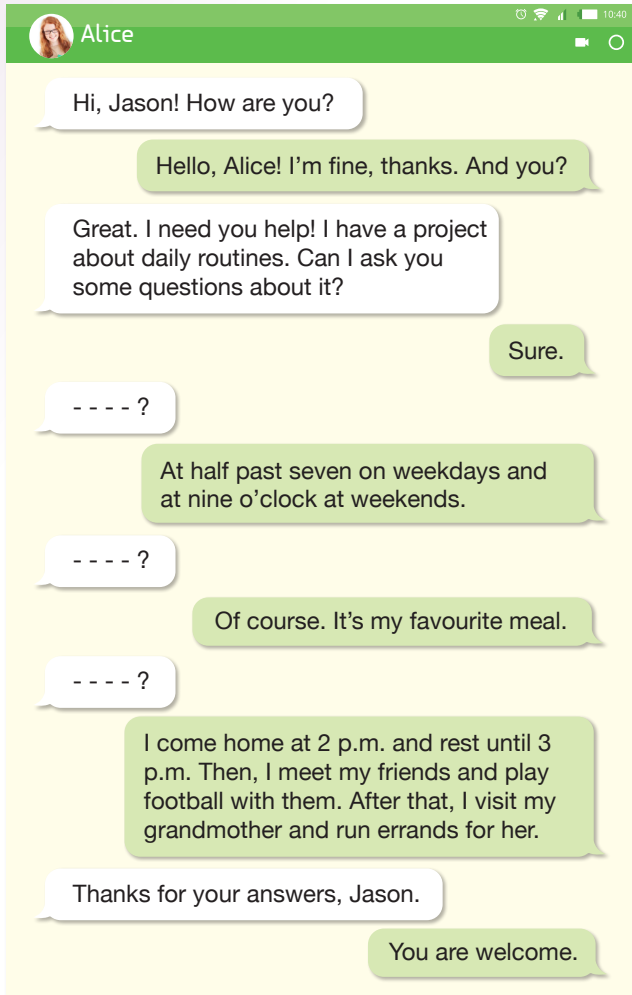 10:40
Alice
Hi, Jason! How are you?
Hello, Alice! I'm fine, thanks. And you?
Great. I need you help! I have a project
about daily routines. Can I ask you
some questions about it?
Sure.
- - - - ?
At half past seven on weekdays and
at nine o'clock at weekends.
- - - - ?
Of course. It's my favourite meal.
- - - - ?
I come home at 2 p.m. and rest until 3
p.m. Then, I meet my friends and play
football with them. After that, I visit my
grandmother and run errands for her.
Thanks for your answers, Jason.
You are welcome.